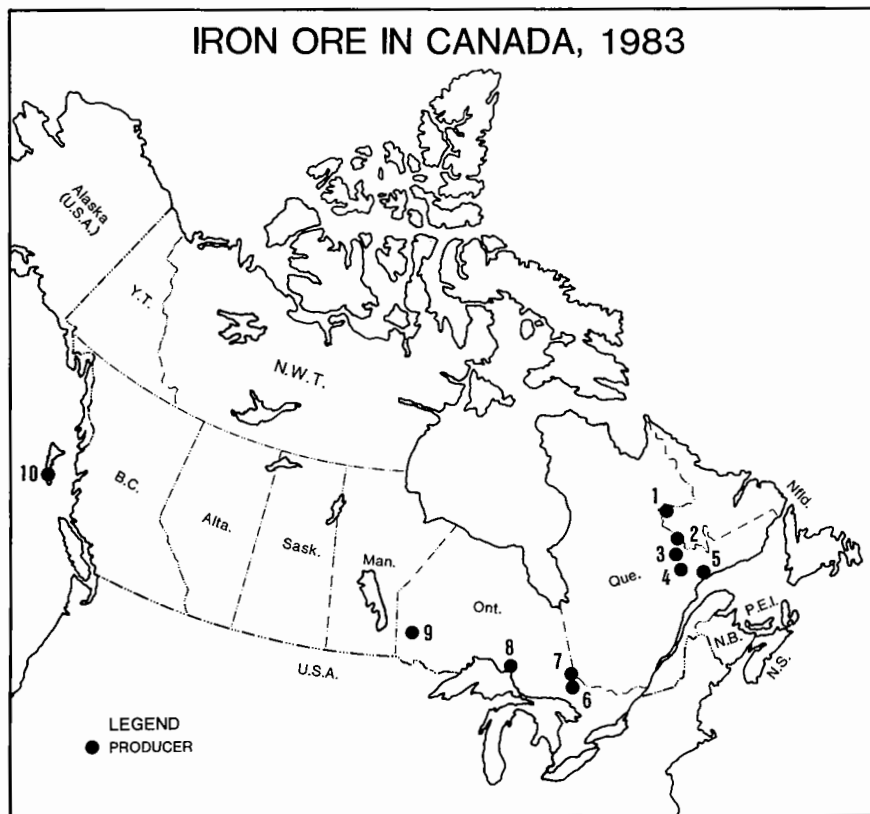 IRON ORE IN CANADA, 1983
Alaska
(U.S.A.)
Y.T.
N.W.T.
B.C.
Alta.
Sask.
Man.
Ont.
Que.
Nfld.
P.E.I.
N.B.
N.S.
U.S.A.
1
2
3
4
5
6
7
8
9
10
LEGEND
PRODUCER